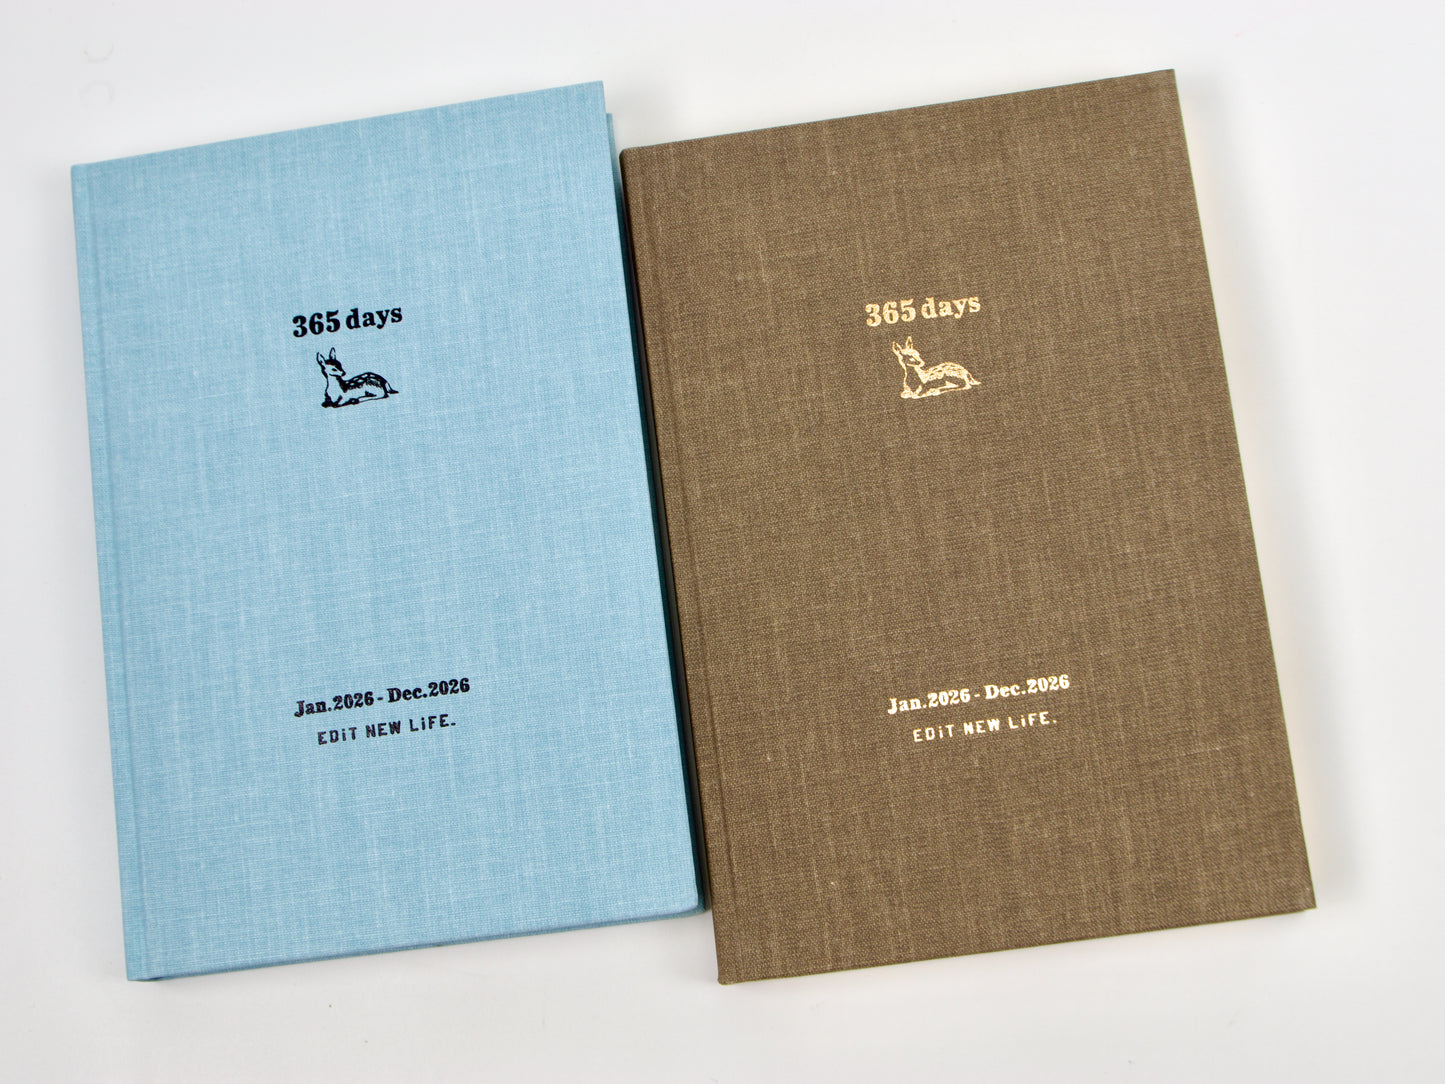 365 days
Jan.2026 - Dec.2026
EDiT NEW LiFE.
365 days
Jan.2026 - Dec.2026
EDiT NEW LiFE.